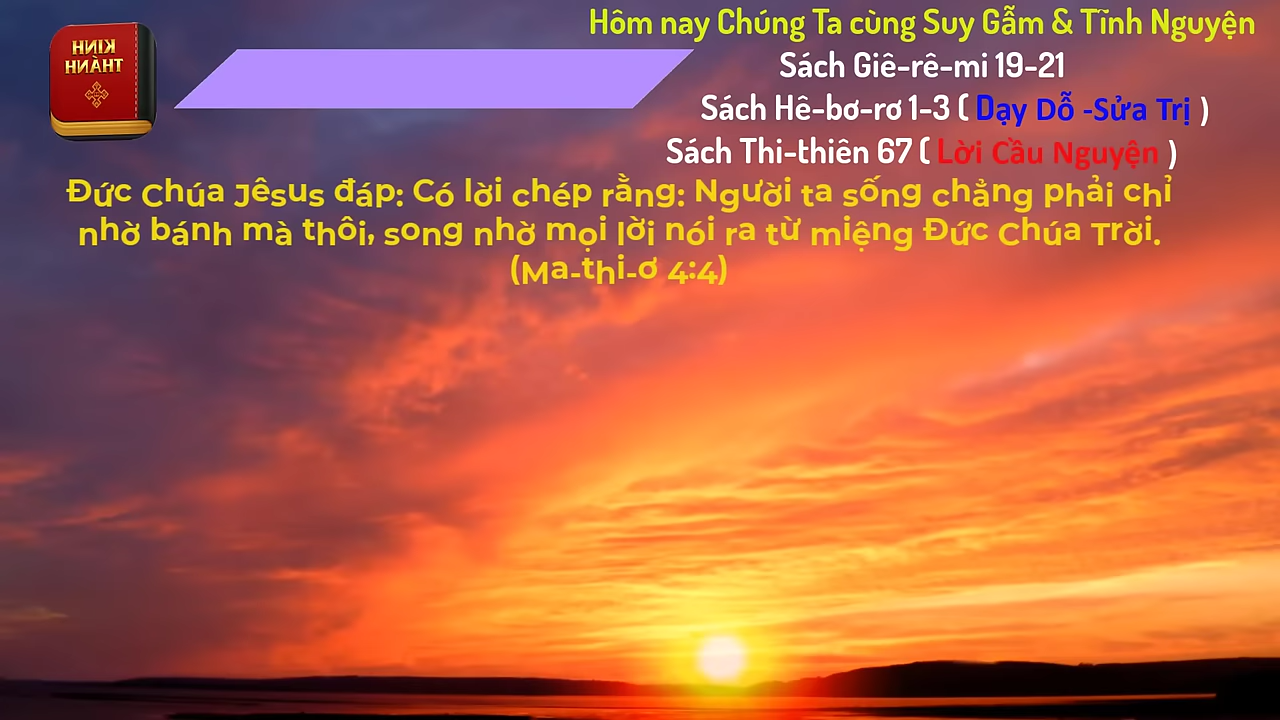 Hôm nay Chúng Ta cùng Suy Gẫm & Tĩnh Nguyện
KINH
THÀNH
Sách Giê-rê-mi 19-21
Sách Hê-bơ-rơ 1-3 ( Dạy Dỗ -Sửa Trị )
Sách Thi-thiên 67 ( Lời Cầu Nguyện )
Đức Chúa Jêsus đáp: Có lời chép rằng: Người ta sống chẳng phải chỉ
nhờ bánh mà thôi, song nhờ mọi lời nói ra từ miệng Đức Chúa Trời.
(Ma-thi-ơ 4:4)